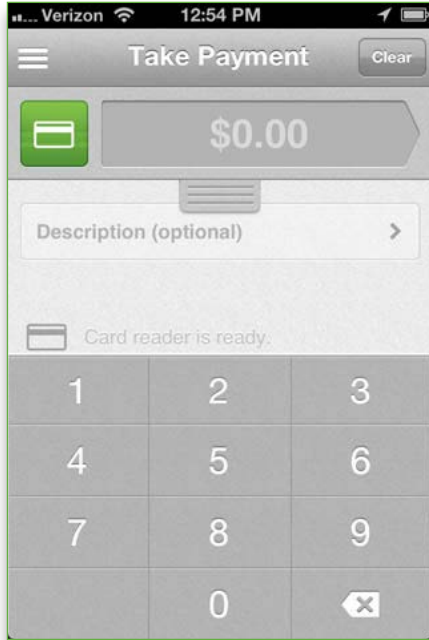 Verizon 12:54 PM
Take Payment Clear
$0.00
Description (optional)
Card reader is ready.
1 2 3
4 5 6
7 8 9
0